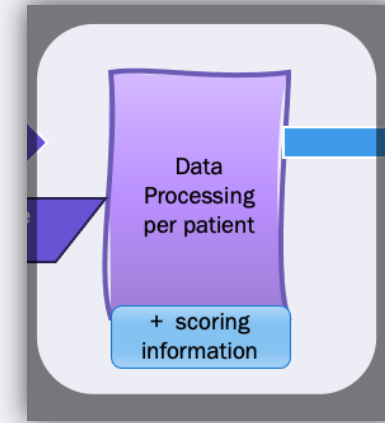 Data
Processing
per patient
+ scoring
information